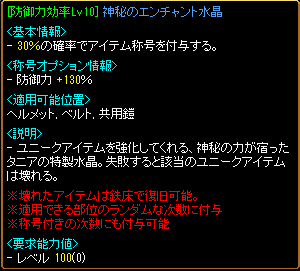 [防御力効率Lv10] 神秘のエンチャント水晶
<基本情報>
- 30%の確率でアイテム称号を付与する。
<称号オプション情報>
- 防御力 +130%
<適用可能位置>
ヘルメット, ベルト, 共用鎧
<説明>
- ユニークアイテムを強化してくれる、神秘の力が宿った
タニアの特製水晶。失敗すると該当のユニークアイテム
は壊れる。
※壊れたアイテムは鉄床で復旧可能。
※適用できる部位のランダムな次数に付与
※称号付きの次数にも付与可能
<要求能力値>
- レベル 100(0)